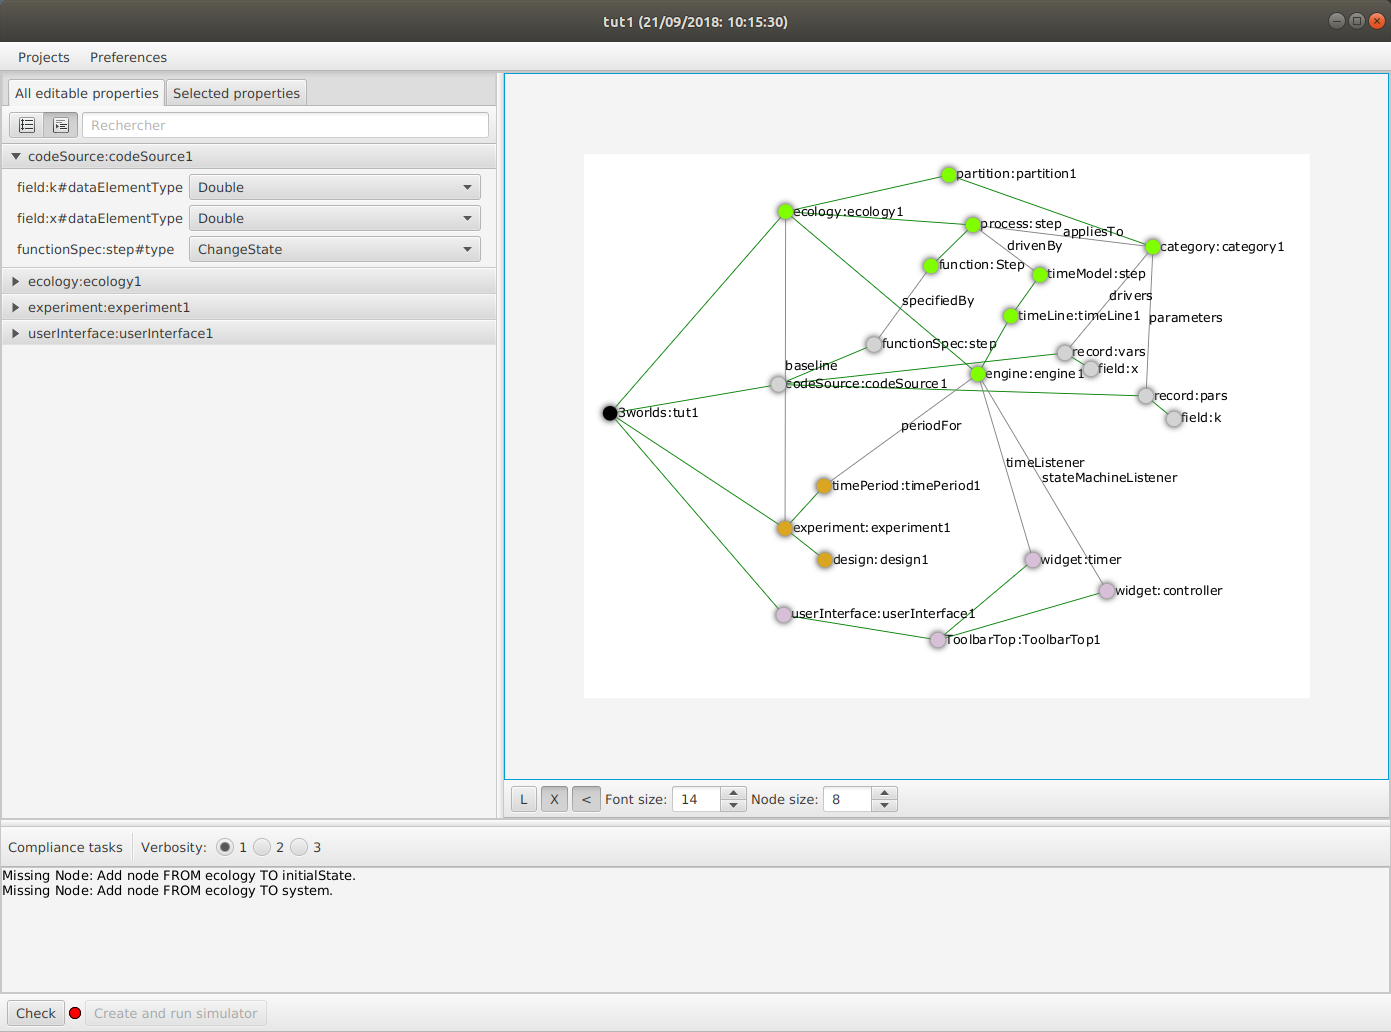 tut1 (21/09/2018: 10:15:30)
Projects Preferences
All editable properties Selected properties
Rechercher
codeSource:codeSource1
field:k#dataElementType Double
field:x#dataElementType Double
functionSpec:step#type ChangeState
ecology:ecology1
experiment:experiment1
userInterface:userInterface1
partition:partition1
ecology:ecology1
process:step
appliesTo
drivenBy
category:category1
function:Step
timeModel:step
drivers
specifiedBy
timeLine:timeLine1
parameters
functionSpec:step
record:vars
baseline
field:x
engine:engine1
codeSource:codeSource1
record:pars
3worlds:tut1
field:k
periodFor
timeListener
stateMachineListener
timePeriod:timePeriod1
experiment:experiment1
design:design1
widget:timer
widget:controller
userInterface:userInterface1
ToolbarTop:ToolbarTop1
L X < Font size: 14 Node size: 8
Compliance tasks Verbosity: 1 2 3
Missing Node: Add node FROM ecology TO initialState.
Missing Node: Add node FROM ecology TO system.
Check Create and run simulator